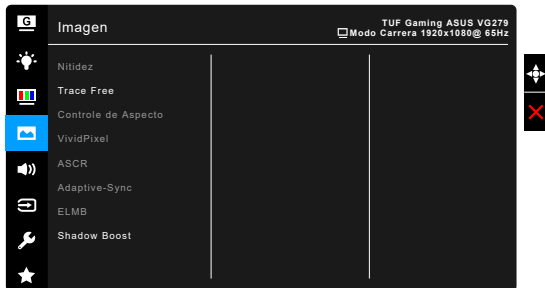 G
Imagen
TUF Gaming ASUS VG279
Modo Carrera 1920x1080@ 65Hz
Nitidez
Trace Free
Controle de Aspecto
VividPixel
ASCR
Adaptive-Sync
ELMB
Shadow Boost